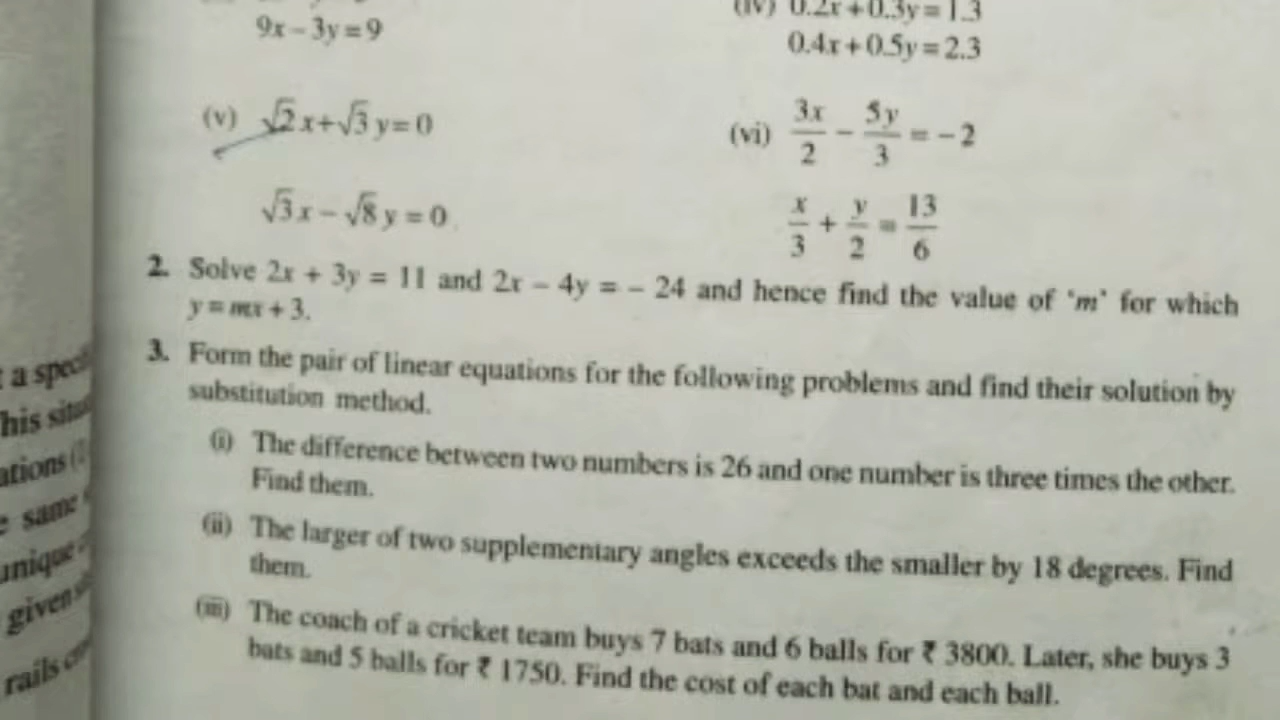 9x – 3y = 9
(iv) 0.2x + 0.3y = 1.3
0.4x + 0.5y = 2.3
(v) √2 x + √3 y = 0
(vi) 3x/2 – 5y/3 = – 2
√3 x – √8 y = 0
x/3 + y/2 = 13/6
2. Solve 2x + 3y = 11 and 2x – 4y = – 24 and hence find the value of 'm' for which
y = mx + 3.
3. Form the pair of linear equations for the following problems and find their solution by
substitution method.
(i) The difference between two numbers is 26 and one number is three times the other.
Find them.
(ii) The larger of two supplementary angles exceeds the smaller by 18 degrees. Find
them.
(iii) The coach of a cricket team buys 7 bats and 6 balls for ₹ 3800. Later, she buys 3
bats and 5 balls for ₹ 1750. Find the cost of each bat and each ball.
a
his
same
given
rails